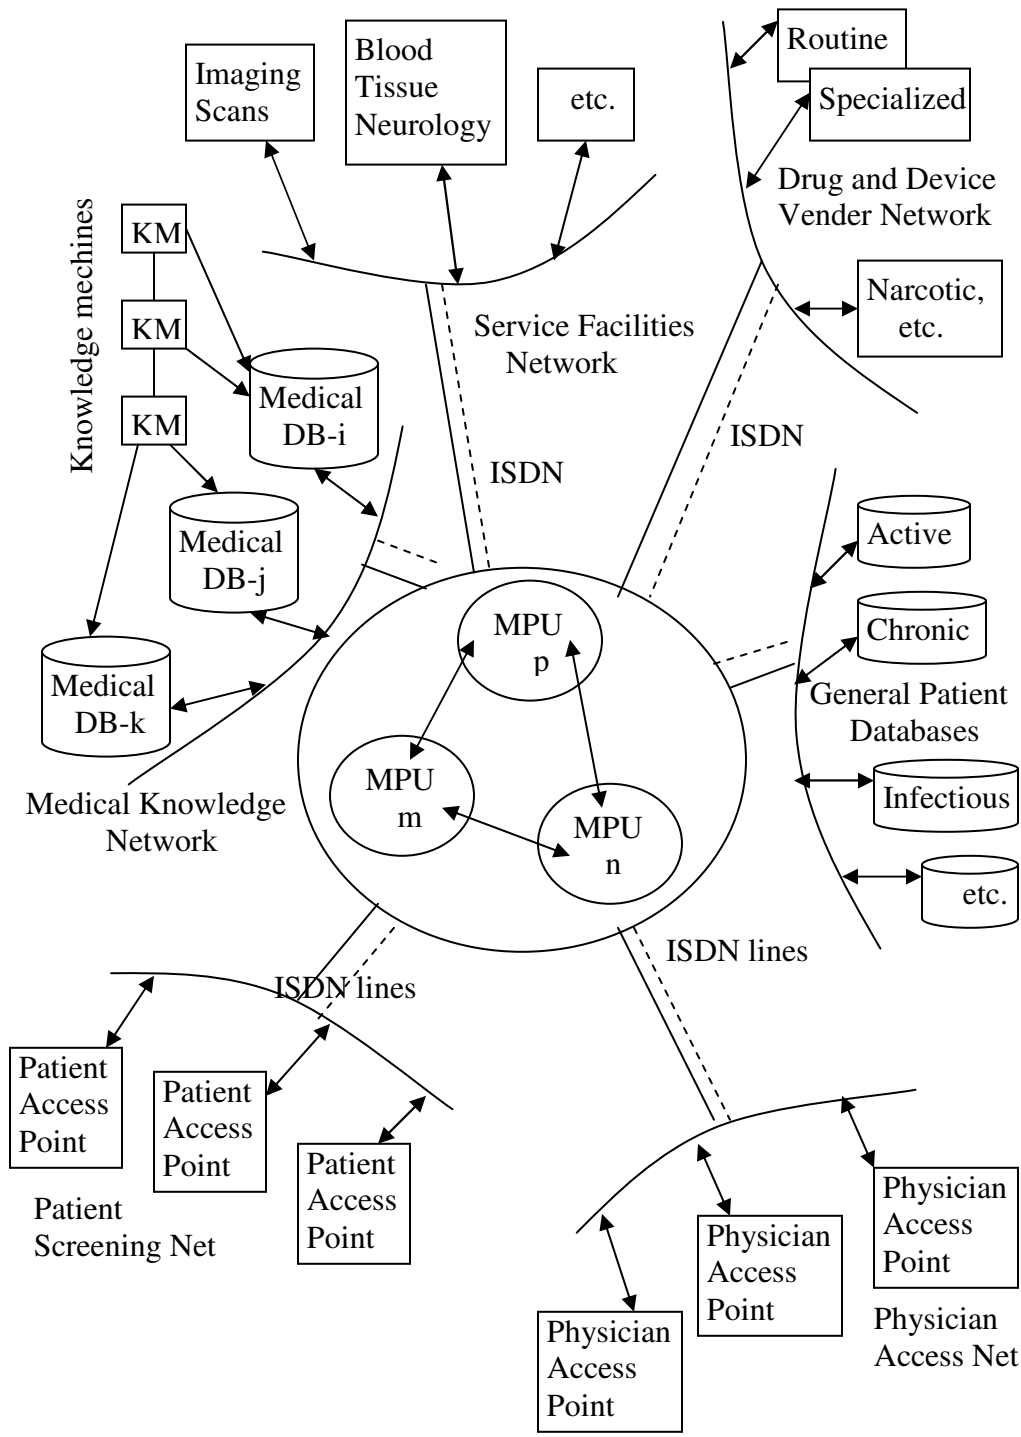 Imaging
Scans
Blood
Tissue
Neurology
etc.
Routine
Specialized
Drug and Device
Vender Network
Narcotic,
etc.
Knowledge mechines
KM
KM
KM
Service Facilities
Network
ISDN
ISDN
Medical
DB-i
Medical
DB-j
Medical
DB-k
Medical Knowledge
Network
MPU
p
MPU
m
MPU
n
Active
Chronic
General Patient
Databases
Infectious
etc.
ISDN lines
ISDN lines
Patient
Access
Point
Patient
Access
Point
Patient
Access
Point
Patient
Screening Net
Physician
Access
Point
Physician
Access
Point
Physician
Access
Point
Physician
Access Net